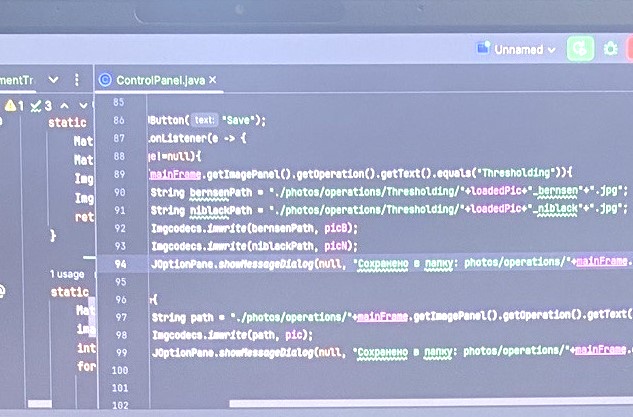 Unnamed
mentTr
ControlPanel.java
1 3
static
Mat
Mat
Img
Img
ret
}
1 usage
static
Mat
ima
int
for
85
86 Button( text: "Save");
87 onListener(e -> {
88 !=null){
89 mainFrame.getImagePanel().getOperation().getText().equals("Thresholding")){
90 String bernsenPath = "./photos/operations/Thresholding/"+loadedPic+"_bernsen"+".jpg";
91 String niblackPath = "./photos/operations/Thresholding/"+loadedPic+"_niblack"+".jpg";
92 Imgcodecs.imwrite(bernsenPath, picB);
93 Imgcodecs.imwrite(niblackPath, picN);
94 JOptionPane.showMessageDialog(null, "Сохранено в папку: photos/operations/"+mainFrame.
95
96 {
97 String path = "./photos/operations/"+mainFrame.getImagePanel().getOperation().getText(
98 Imgcodecs.imwrite(path, pic);
99 JOptionPane.showMessageDialog(null, "Сохранено в папку: photos/operations/"+mainFrame.
100
101
102